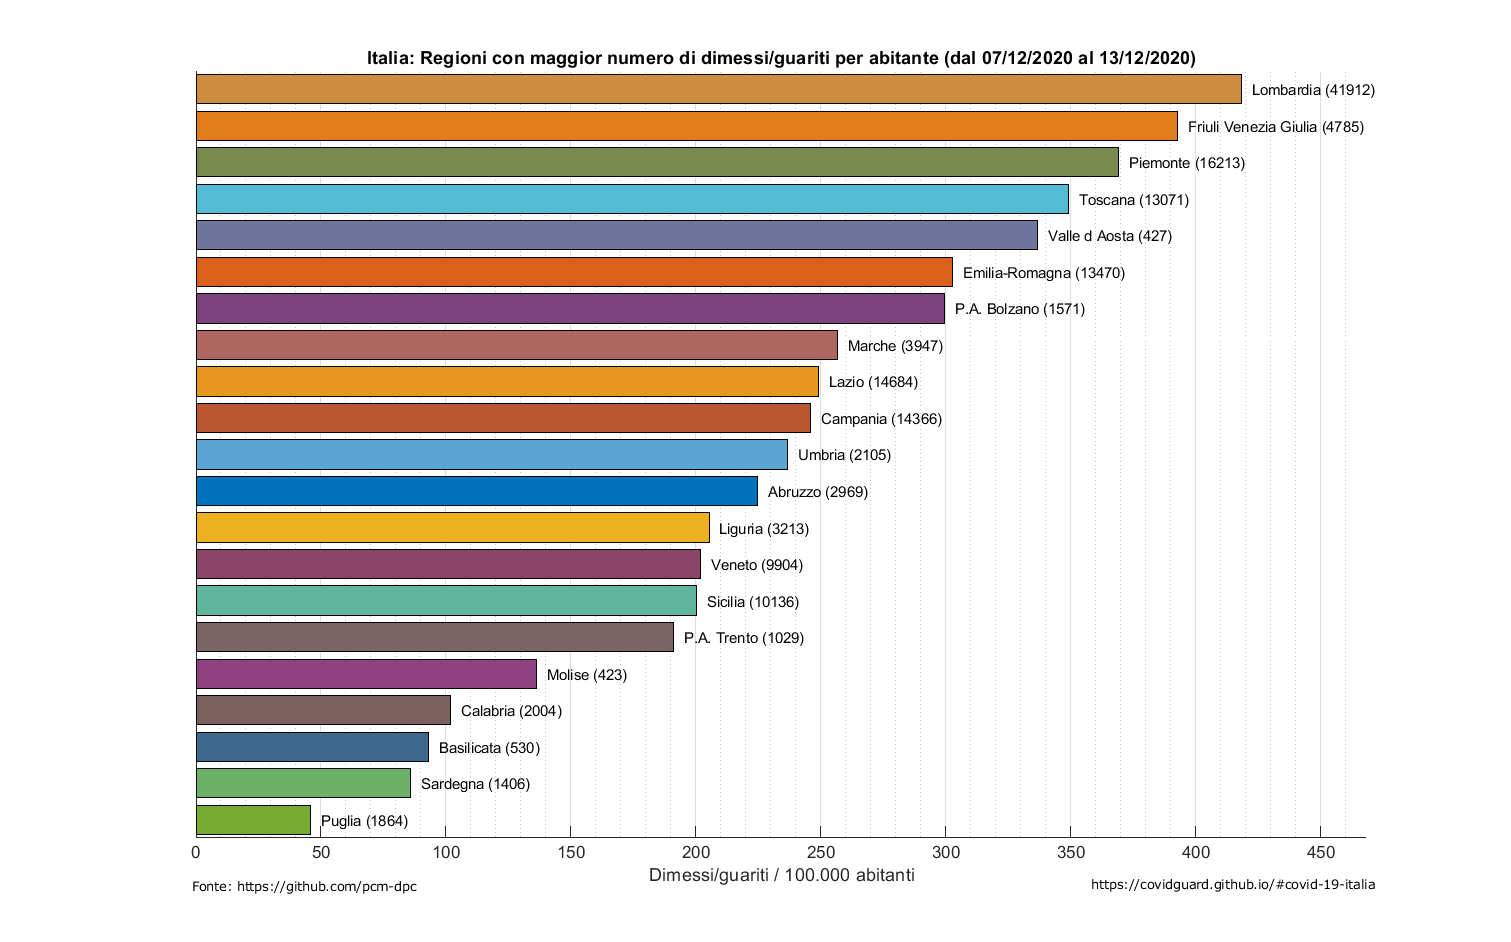 Italia: Regioni con maggior numero di dimessi/guariti per abitante (dal 07/12/2020 al 13/12/2020)
Lombardia (41912)
Friuli Venezia Giulia (4785)
Piemonte (16213)
Toscana (13071)
Valle d Aosta (427)
Emilia-Romagna (13470)
P.A. Bolzano (1571)
Marche (3947)
Lazio (14684)
Campania (14366)
Umbria (2105)
Abruzzo (2969)
Liguria (3213)
Veneto (9904)
Sicilia (10136)
P.A. Trento (1029)
Molise (423)
Calabria (2004)
Basilicata (530)
Sardegna (1406)
Puglia (1864)
0 50 100 150 200 250 300 350 400 450
Dimessi/guariti / 100.000 abitanti
Fonte: https://github.com/pcm-dpc
https://covidguard.github.io/#covid-19-italia